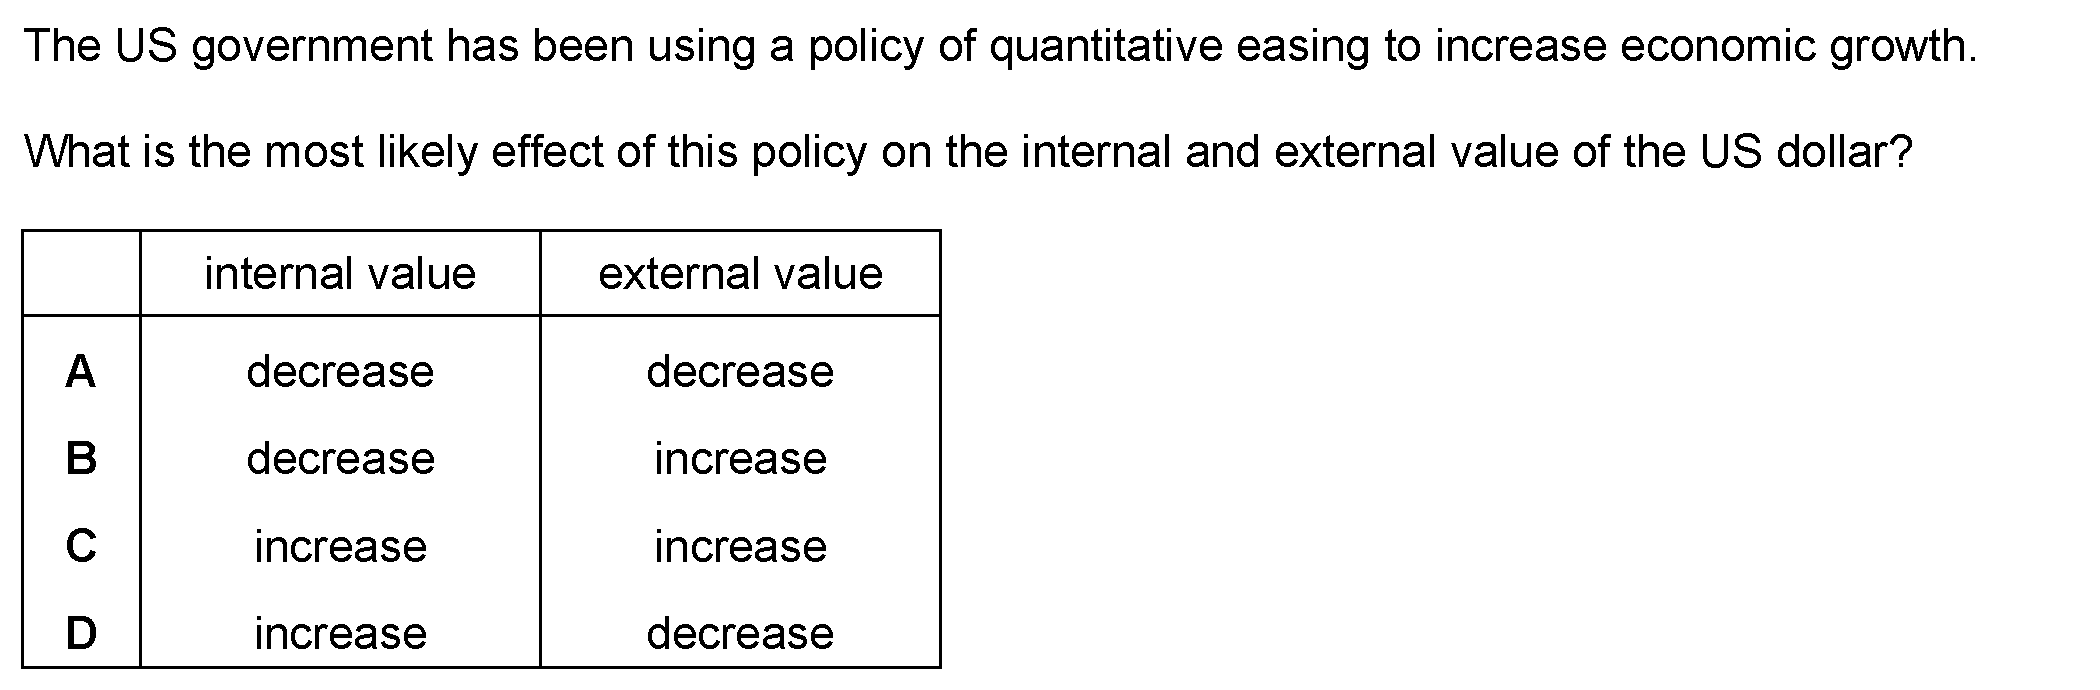 The US government has been using a policy of quantitative easing to increase economic growth.
What is the most likely effect of this policy on the internal and external value of the US dollar?
internal value external value
A decrease decrease
B decrease increase
C increase increase
D increase decrease